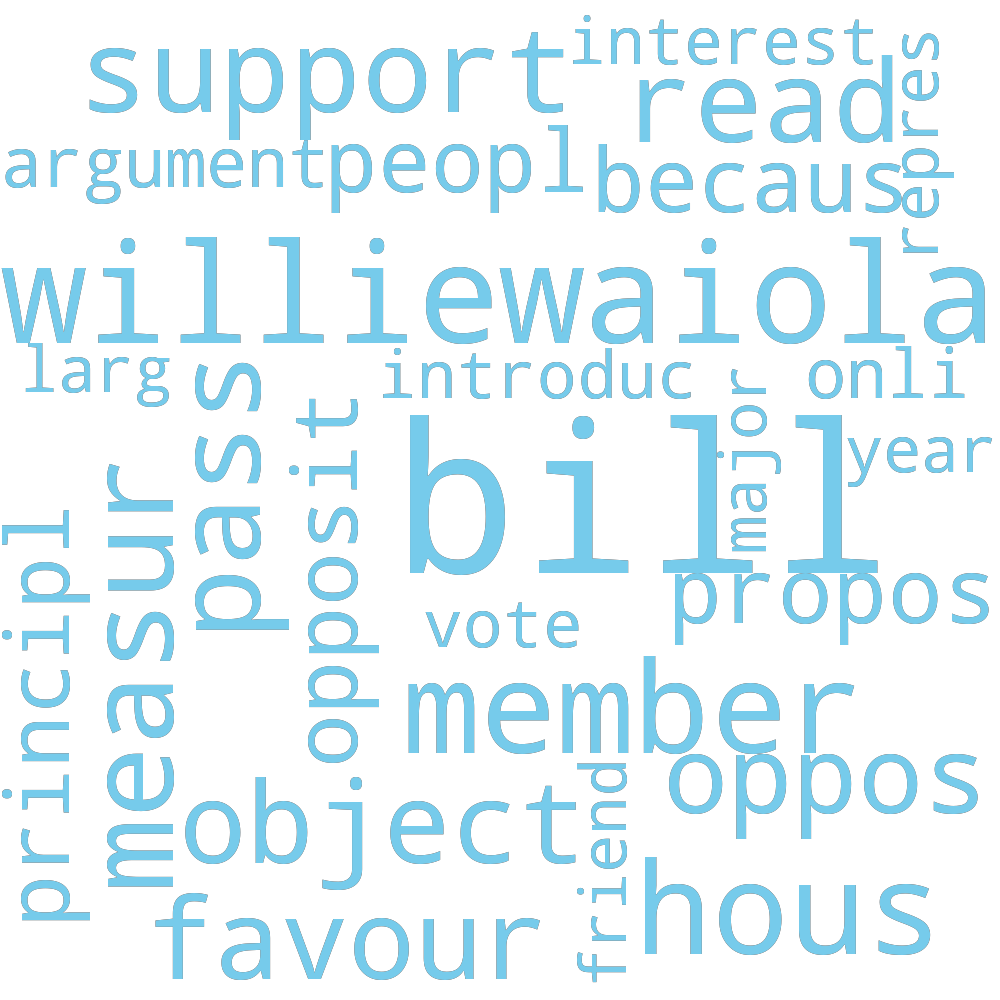 interest
support
read
repres
argument
peopl
becaus
williewaiola
larg
introduc
onli
pass
major
opposit
bill
year
measur
principl
propos
vote
member
oppos
object
friend
hous
favour